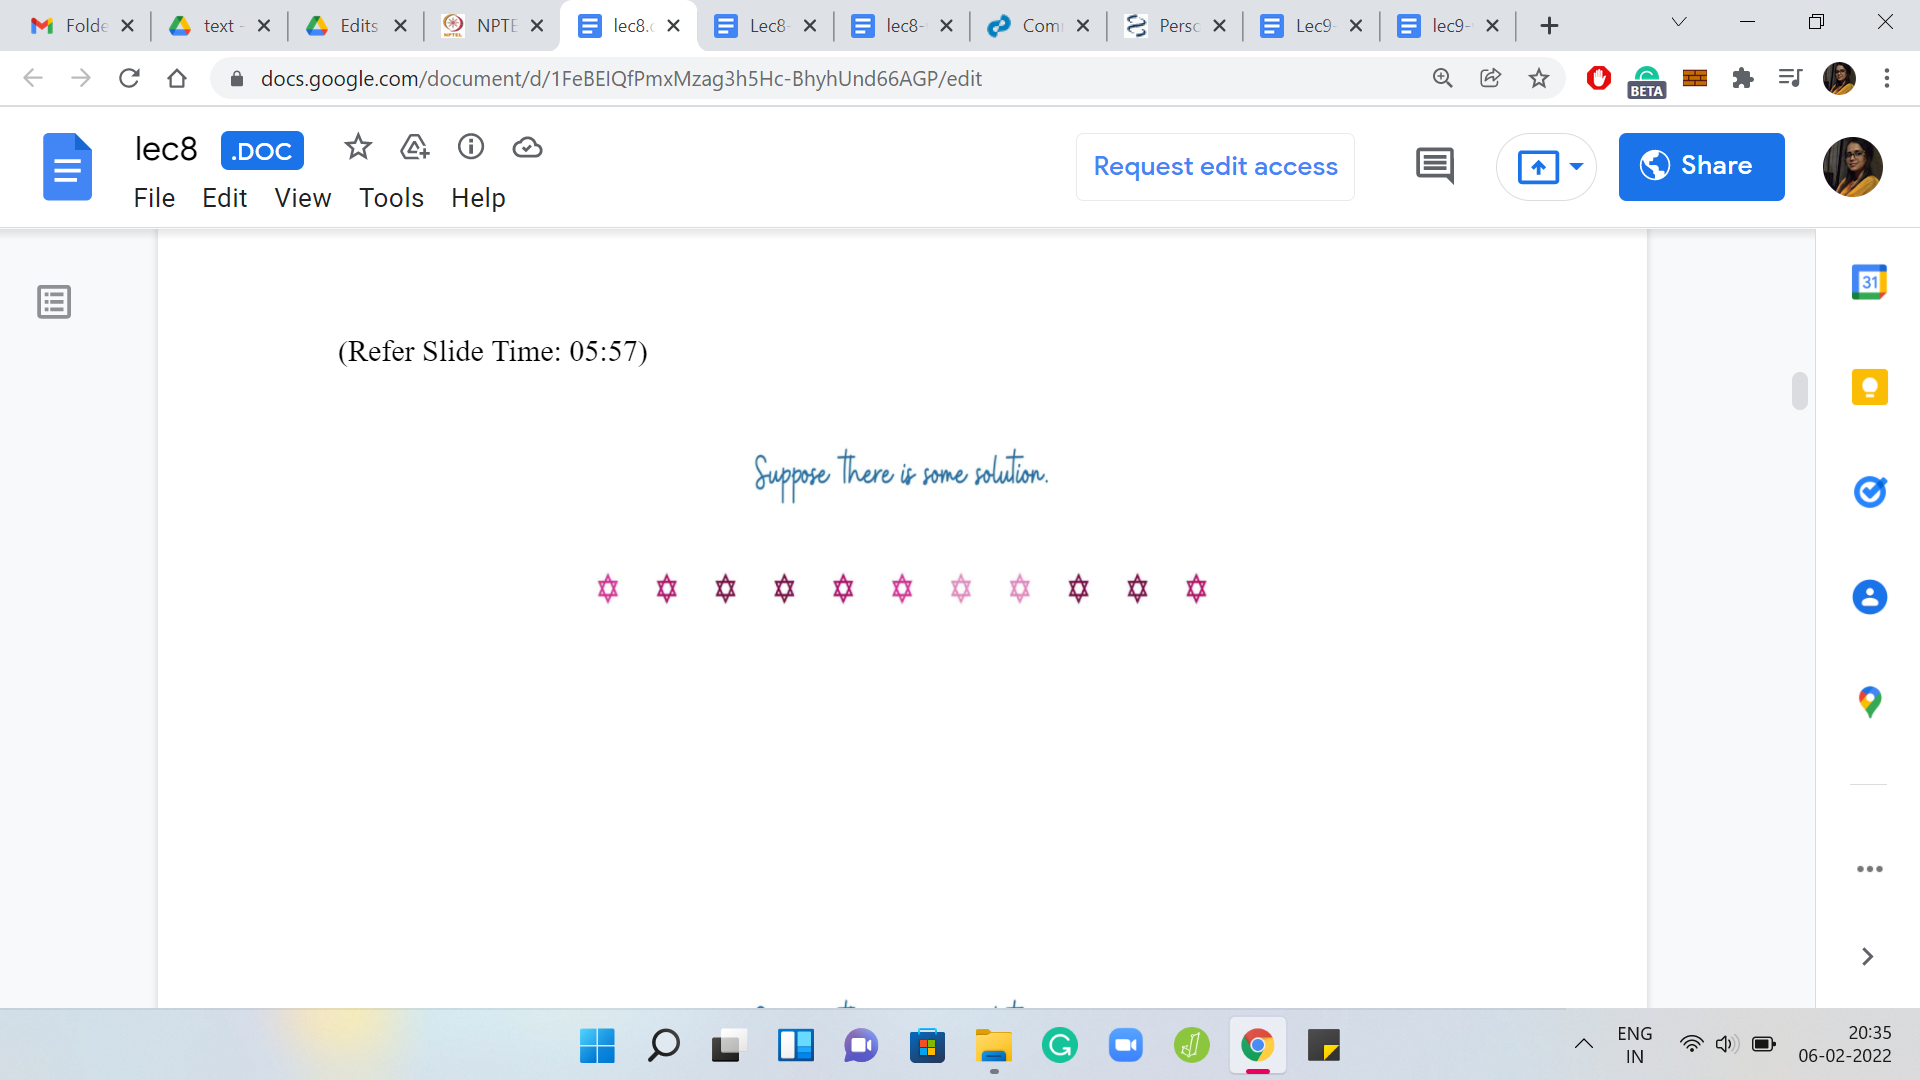 Folde text - Edits NPTE lec8.c Lec8- lec8- Com Perso Lec9- lec9-
docs.google.com/document/d/1FeBEIQfPmxMzag3h5Hc-BhyhUnd66AGP/edit
BETA
lec8 .DOC
File Edit View Tools Help
Request edit access
Share
31
(Refer Slide Time: 05:57)
Suppose there is some solution.
ENG
IN
20:35
06-02-2022